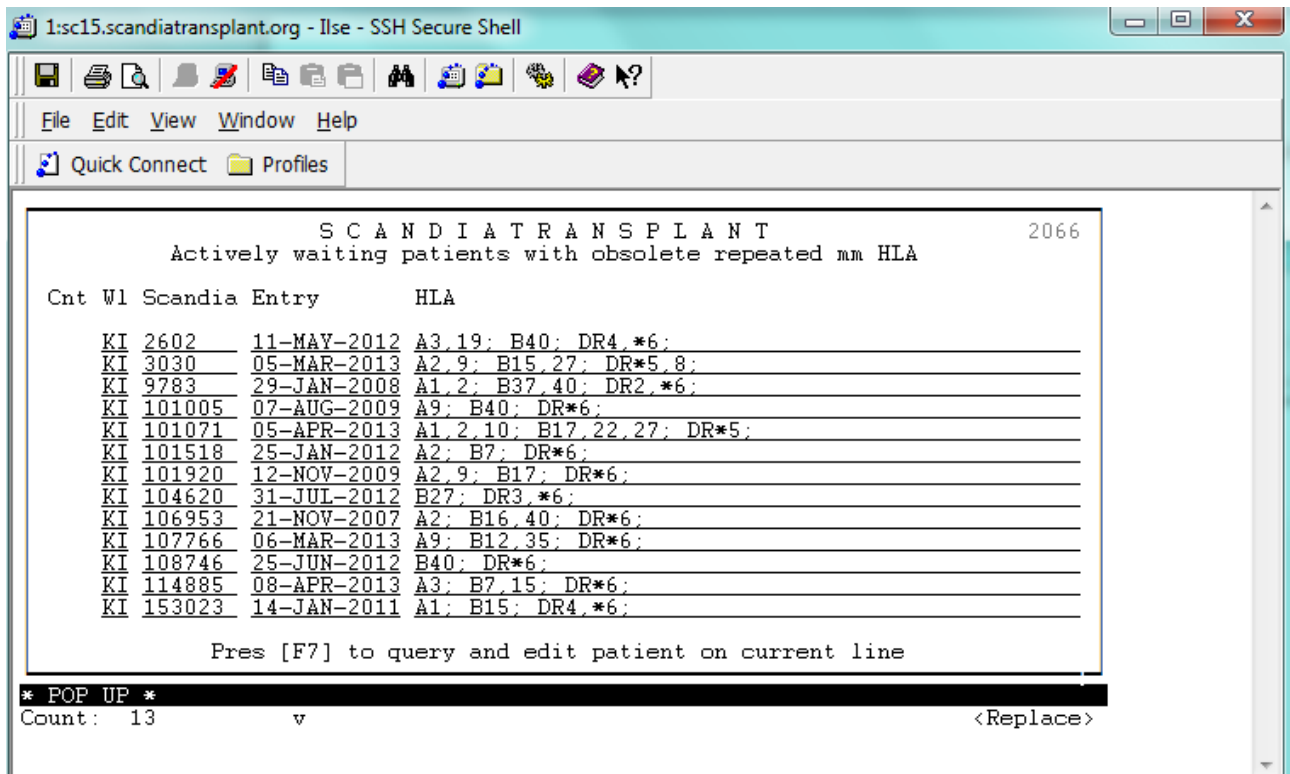 1:sc15.scandiatransplant.org - Ilse - SSH Secure Shell
File Edit View Window Help
Quick Connect Profiles
S C A N D I A T R A N S P L A N T 2066
Actively waiting patients with obsolete repeated mm HLA
Cnt Wl Scandia Entry HLA
KI 2602 11-MAY-2012 A3,19; B40; DR4,*6;
KI 3030 05-MAR-2013 A2,9; B15,27; DR*5,8;
KI 9783 29-JAN-2008 A1,2; B37,40; DR2,*6;
KI 101005 07-AUG-2009 A9; B40; DR*6;
KI 101071 05-APR-2013 A1,2,10; B17,22,27; DR*5;
KI 101518 25-JAN-2012 A2; B7; DR*6;
KI 101920 12-NOV-2009 A2,9; B17; DR*6;
KI 104620 31-JUL-2012 B27; DR3,*6;
KI 106953 21-NOV-2007 A2; B16,40; DR*6;
KI 107766 06-MAR-2013 A9; B12,35; DR*6;
KI 108746 25-JUN-2012 B40; DR*6;
KI 114885 08-APR-2013 A3; B7,15; DR*6;
KI 153023 14-JAN-2011 A1; B15; DR4,*6;
Pres [F7] to query and edit patient on current line
* POP UP *
Count: 13 v <Replace>